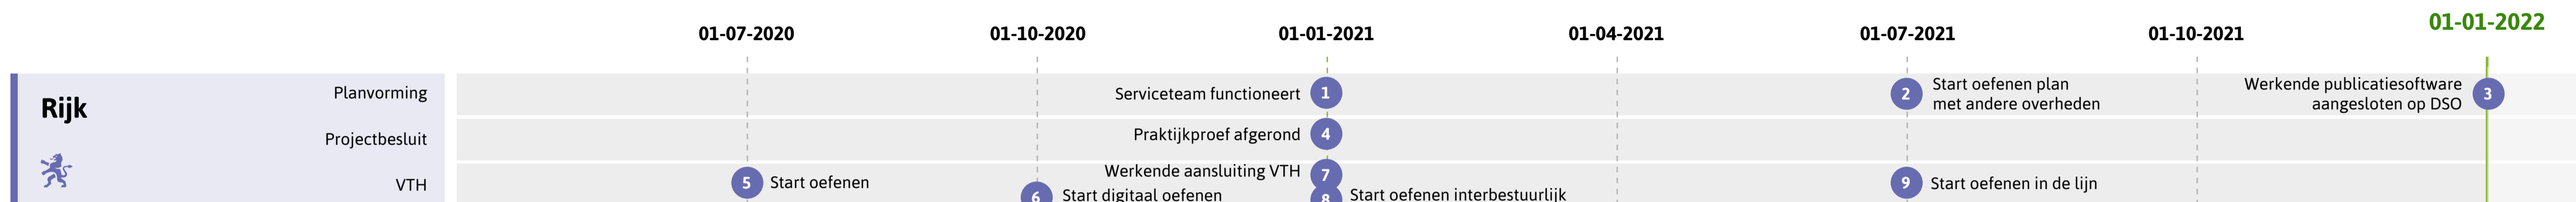 01-07-2020 01-10-2020 01-01-2021 01-04-2021 01-07-2021 01-10-2021 01-01-2022
Rijk
Planvorming
Serviceteam functioneert 1
2 Start oefenen plan
met andere overheden
Werkende publicatiesoftware 3
aangesloten op DSO
Projectbesluit
Praktijkproef afgerond 4
VTH
5 Start oefenen
6 Start digitaal oefenen
Werkende aansluiting VTH 7
8 Start oefenen interbestuurlijk
9 Start oefenen in de lijn